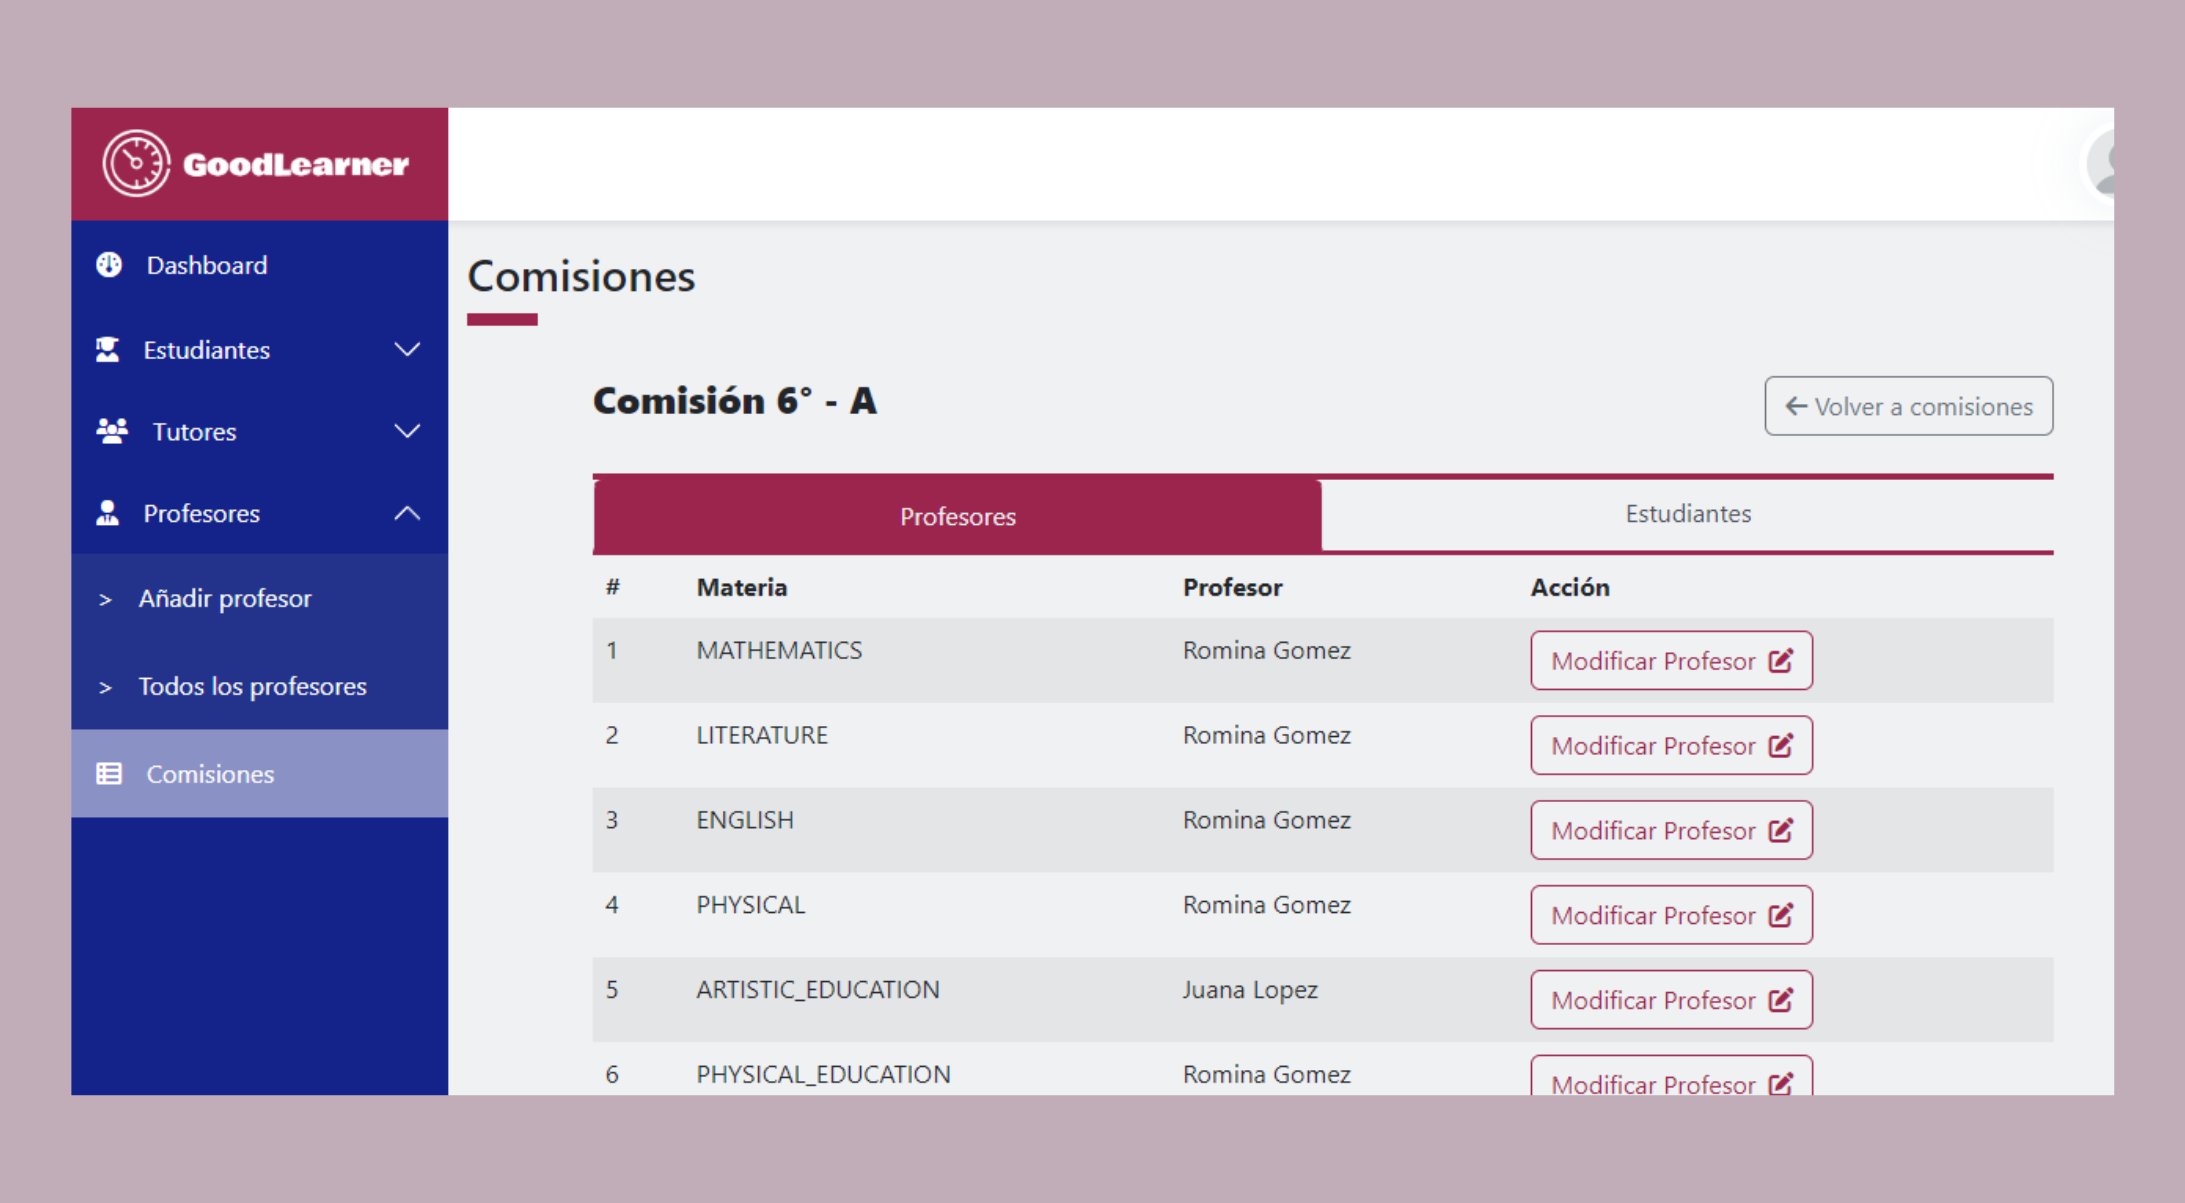 GoodLearner
Dashboard
Estudiantes
Tutores
Profesores
> Añadir profesor
> Todos los profesores
Comisiones
Comisiones
Comisión 6° - A
Volver a comisiones
Profesores Estudiantes
# Materia Profesor Acción
1 MATHEMATICS Romina Gomez Modificar Profesor
2 LITERATURE Romina Gomez Modificar Profesor
3 ENGLISH Romina Gomez Modificar Profesor
4 PHYSICAL Romina Gomez Modificar Profesor
5 ARTISTIC_EDUCATION Juana Lopez Modificar Profesor
6 PHYSICAL_EDUCATION Romina Gomez Modificar Profesor